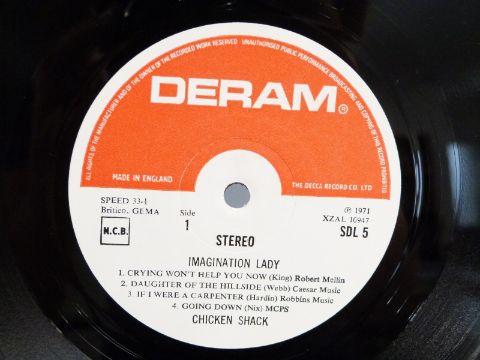 ALL RIGHTS OF THE MANUFACTURER AND OF THE OWNER OF THE RECORDED WORK RESERVED UNAUTHORISED PUBLIC PERFORMANCE BROADCASTING AND COPYING OF THIS RECORD PROHIBITED
DERAM®
MADE IN ENGLAND
THE DECCA RECORD CO. LTD
SPEED 33⅓
Britico, GEMA
N.C.B.
Side
1
STEREO
℗ 1971
XZAL 10947
SDL 5
IMAGINATION LADY
1. CRYING WON'T HELP YOU NOW (King) Robert Mellin
2. DAUGHTER OF THE HILLSIDE (Webb) Caesar Music
3. IF I WERE A CARPENTER (Hardin) Robbins Music
4. GOING DOWN (Nix) MCPS
CHICKEN SHACK